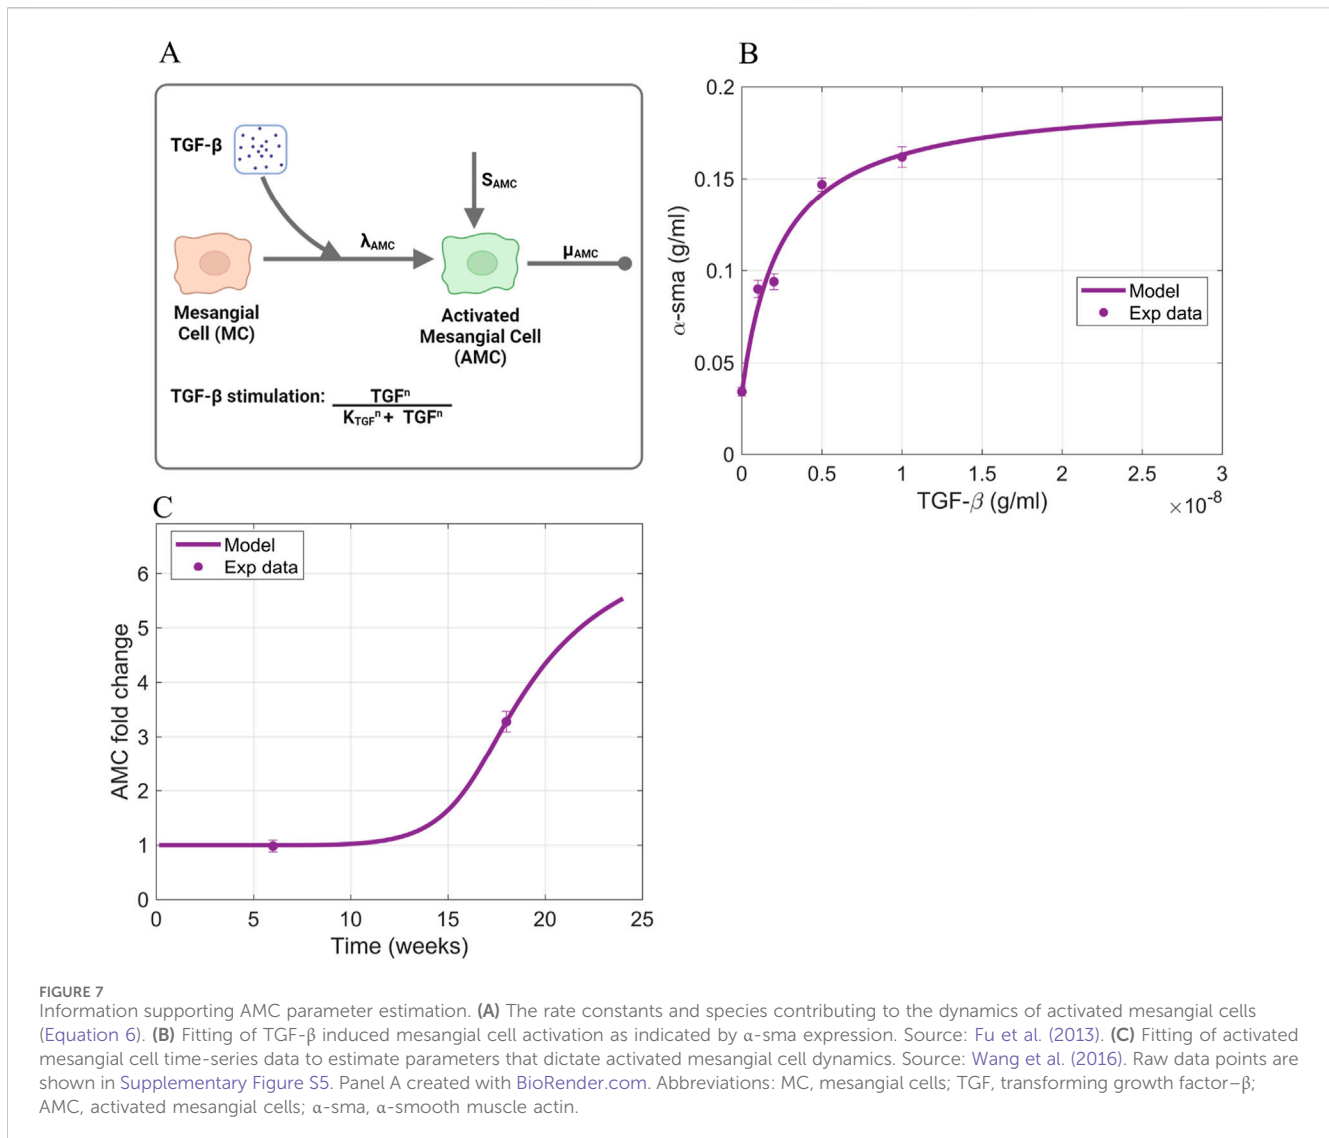 A
TGF-β
S_AMC
λ_AMC
μ_AMC
Mesangial
Cell (MC)
Activated
Mesangial Cell
(AMC)
TGF-β stimulation:
TGFⁿ
K_TGFⁿ + TGFⁿ
B
0.2
0.15
0.1
0.05
0
α-sma (g/ml)
Model
Exp data
0 0.5 1 1.5 2 2.5 3
TGF-β (g/ml)
×10⁻⁸
C
Model
Exp data
6
5
4
3
2
1
0
AMC fold change
0 5 10 15 20 25
Time (weeks)
FIGURE 7
Information supporting AMC parameter estimation. (A) The rate constants and species contributing to the dynamics of activated mesangial cells
(Equation 6). (B) Fitting of TGF-β induced mesangial cell activation as indicated by α-sma expression. Source: Fu et al. (2013). (C) Fitting of activated
mesangial cell time-series data to estimate parameters that dictate activated mesangial cell dynamics. Source: Wang et al. (2016). Raw data points are
shown in Supplementary Figure S5. Panel A created with BioRender.com. Abbreviations: MC, mesangial cells; TGF, transforming growth factor–β;
AMC, activated mesangial cells; α-sma, α-smooth muscle actin.